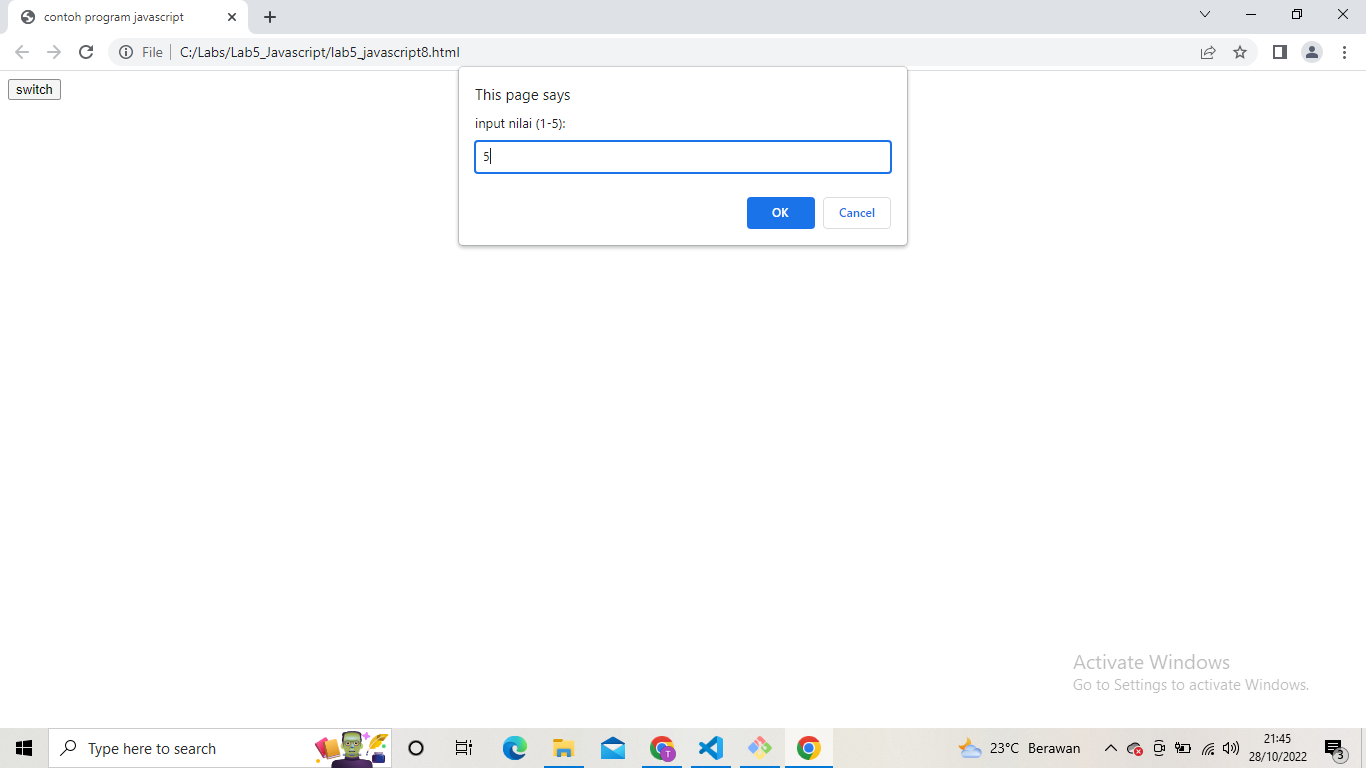 contoh program javascript
File
C:/Labs/Lab5_Javascript/lab5_javascript8.html
switch
This page says
input nilai (1-5):
5
OK
Cancel
Activate Windows
Go to Settings to activate Windows.
Type here to search
T
23°C Berawan
21:45
28/10/2022
3